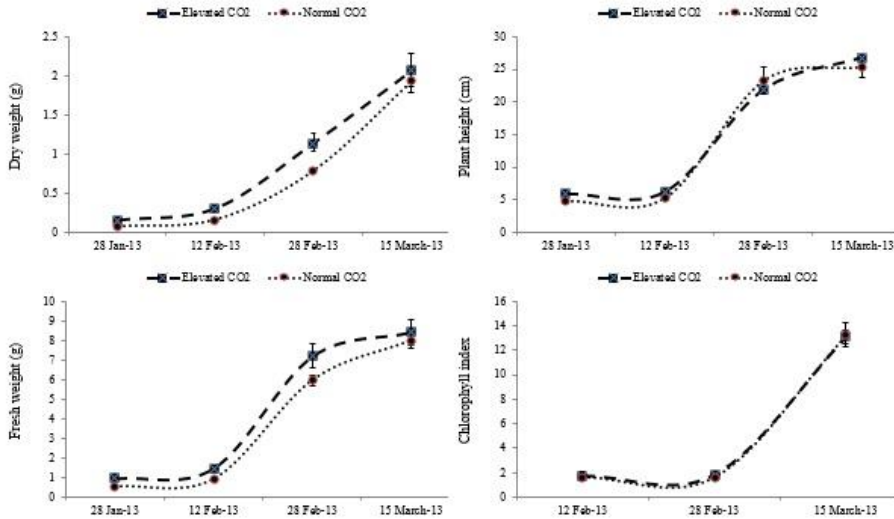 Elevated CO2 Normal CO2
Dry weight (g)
2.5
2
1.5
1
0.5
0
28 Jan-13 12 Feb-13 28 Feb-13 15 March-13
Elevated CO2 Normal CO2
Plant height (cm)
30
25
20
15
10
5
0
28 Jan-13 12 Feb-13 28 Feb-13 15 March-13
Elevated CO2 Normal CO2
Fresh weight (g)
10
9
8
7
6
5
4
3
2
1
0
28 Jan-13 12 Feb-13 28 Feb-13 15 March-13
Elevated CO2 Normal CO2
Chlorophyll index
16
14
12
10
8
6
4
2
0
12 Feb-13 28 Feb-13 15 March-13